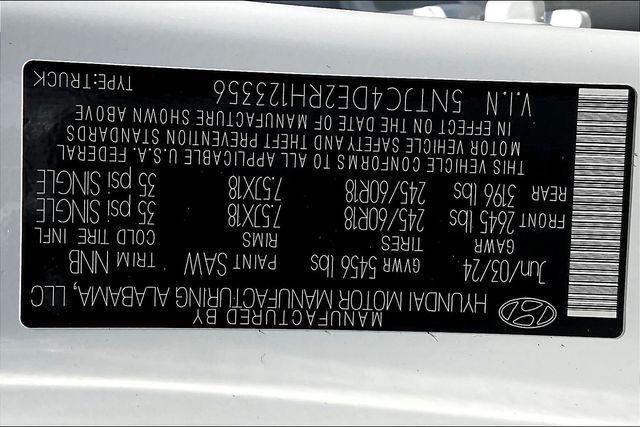 MANUFACTURED BY
HYUNDAI MOTOR MANUFACTURING ALABAMA, LLC
Jun/03/24 GVWR 5456 lbs PAINT SAW TRIM NNB
GAWR TIRES RIMS COLD TIRE INFL
FRONT 2645 lbs 245/60R18 7.5JX18 35 psi SINGLE
REAR 3196 lbs 245/60R18 7.5JX18 35 psi SINGLE
THIS VEHICLE CONFORMS TO ALL APPLICABLE U.S.A. FEDERAL
MOTOR VEHICLE SAFETY AND THEFT PREVENTION STANDARDS
IN EFFECT ON THE DATE OF MANUFACTURE SHOWN ABOVE
V.I.N 5NTJC4DE2RH123356
TYPE:TRUCK